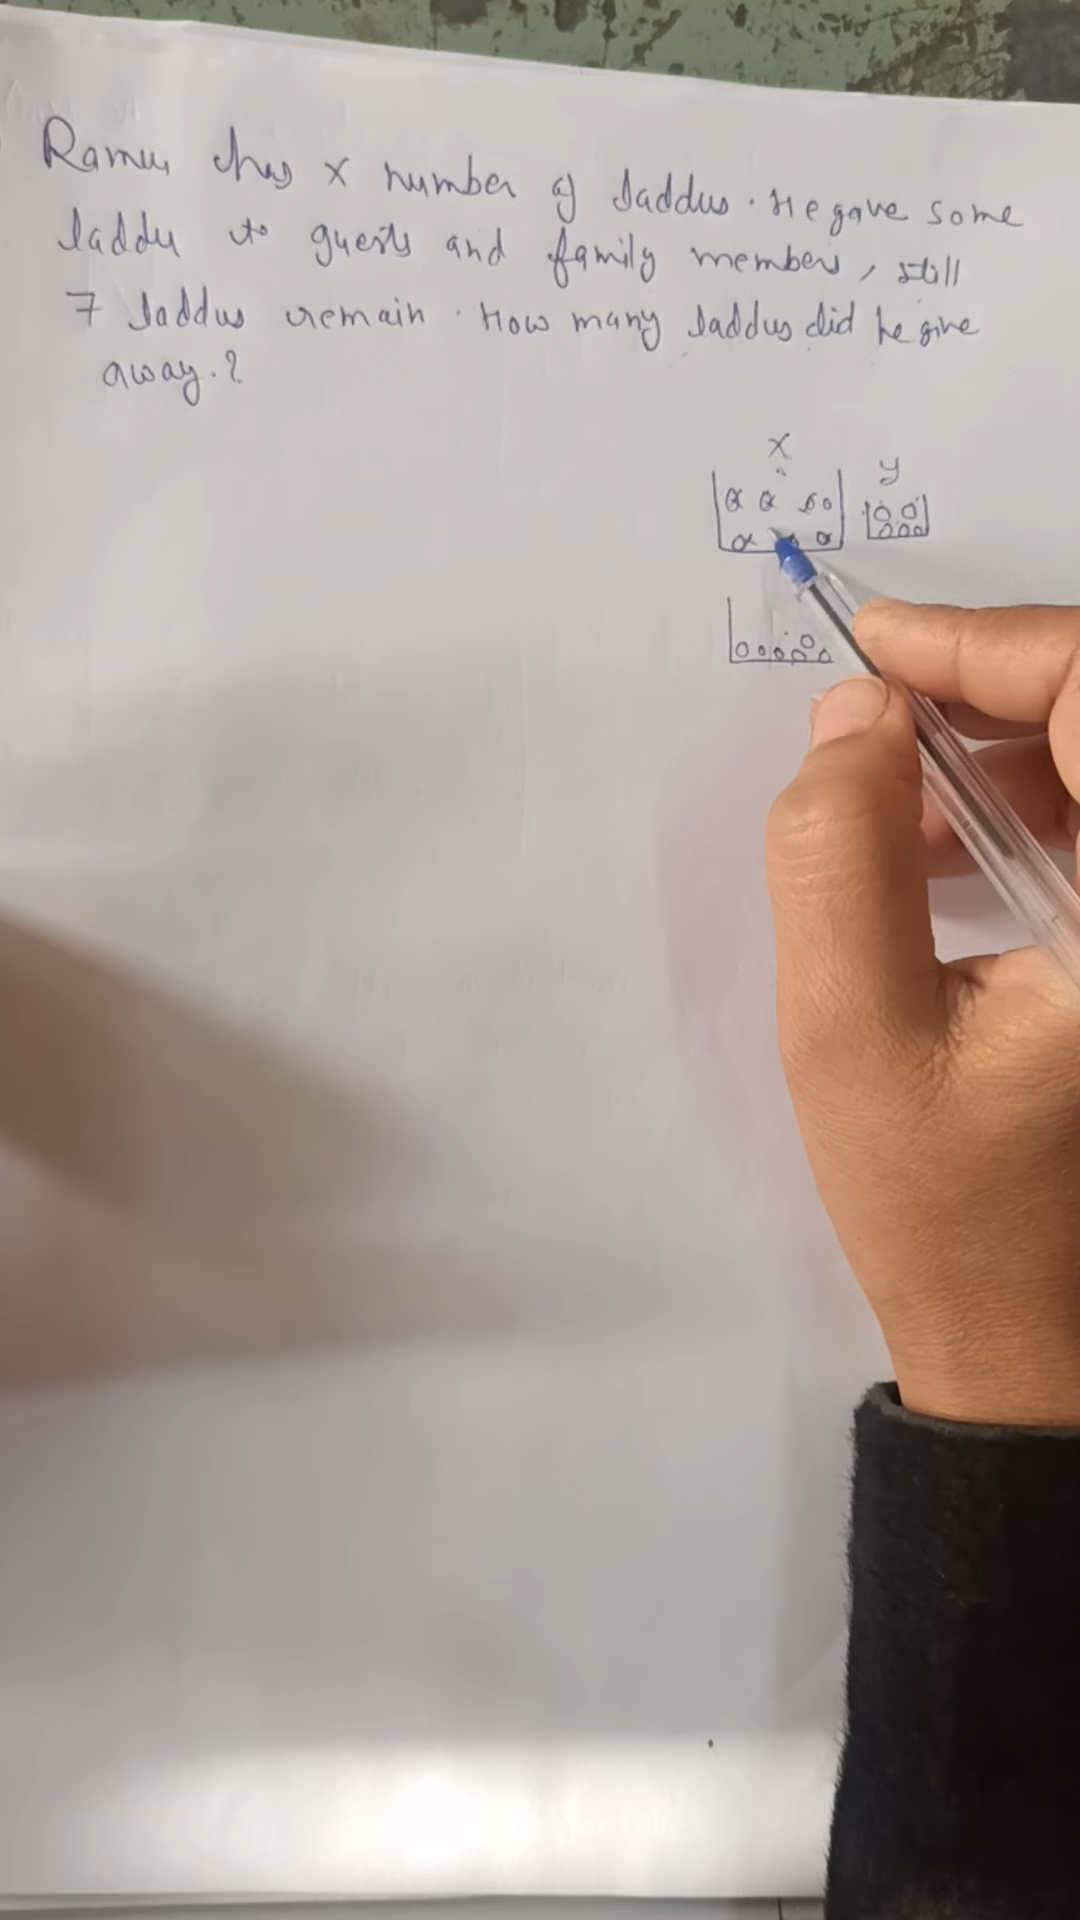 Ramu has x number of laddus. He gave some
laddu to guests and family members, still
7 laddus remain. How many laddus did he give
away.?
x
y